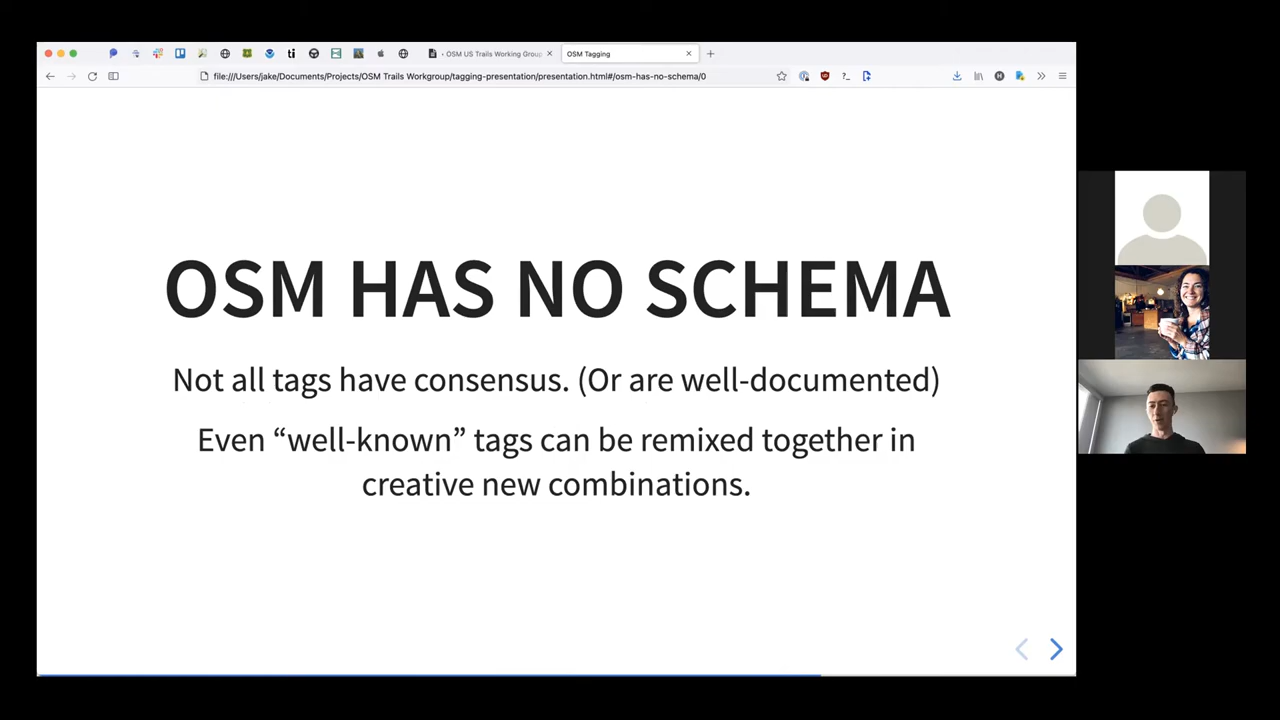 OSM US Trails Working Group
OSM Tagging
file:///Users/jake/Documents/Projects/OSM Trails Workgroup/tagging-presentation/presentation.html#/osm-has-no-schema/0
OSM HAS NO SCHEMA
Not all tags have consensus. (Or are well-documented)
Even “well-known” tags can be remixed together in
creative new combinations.